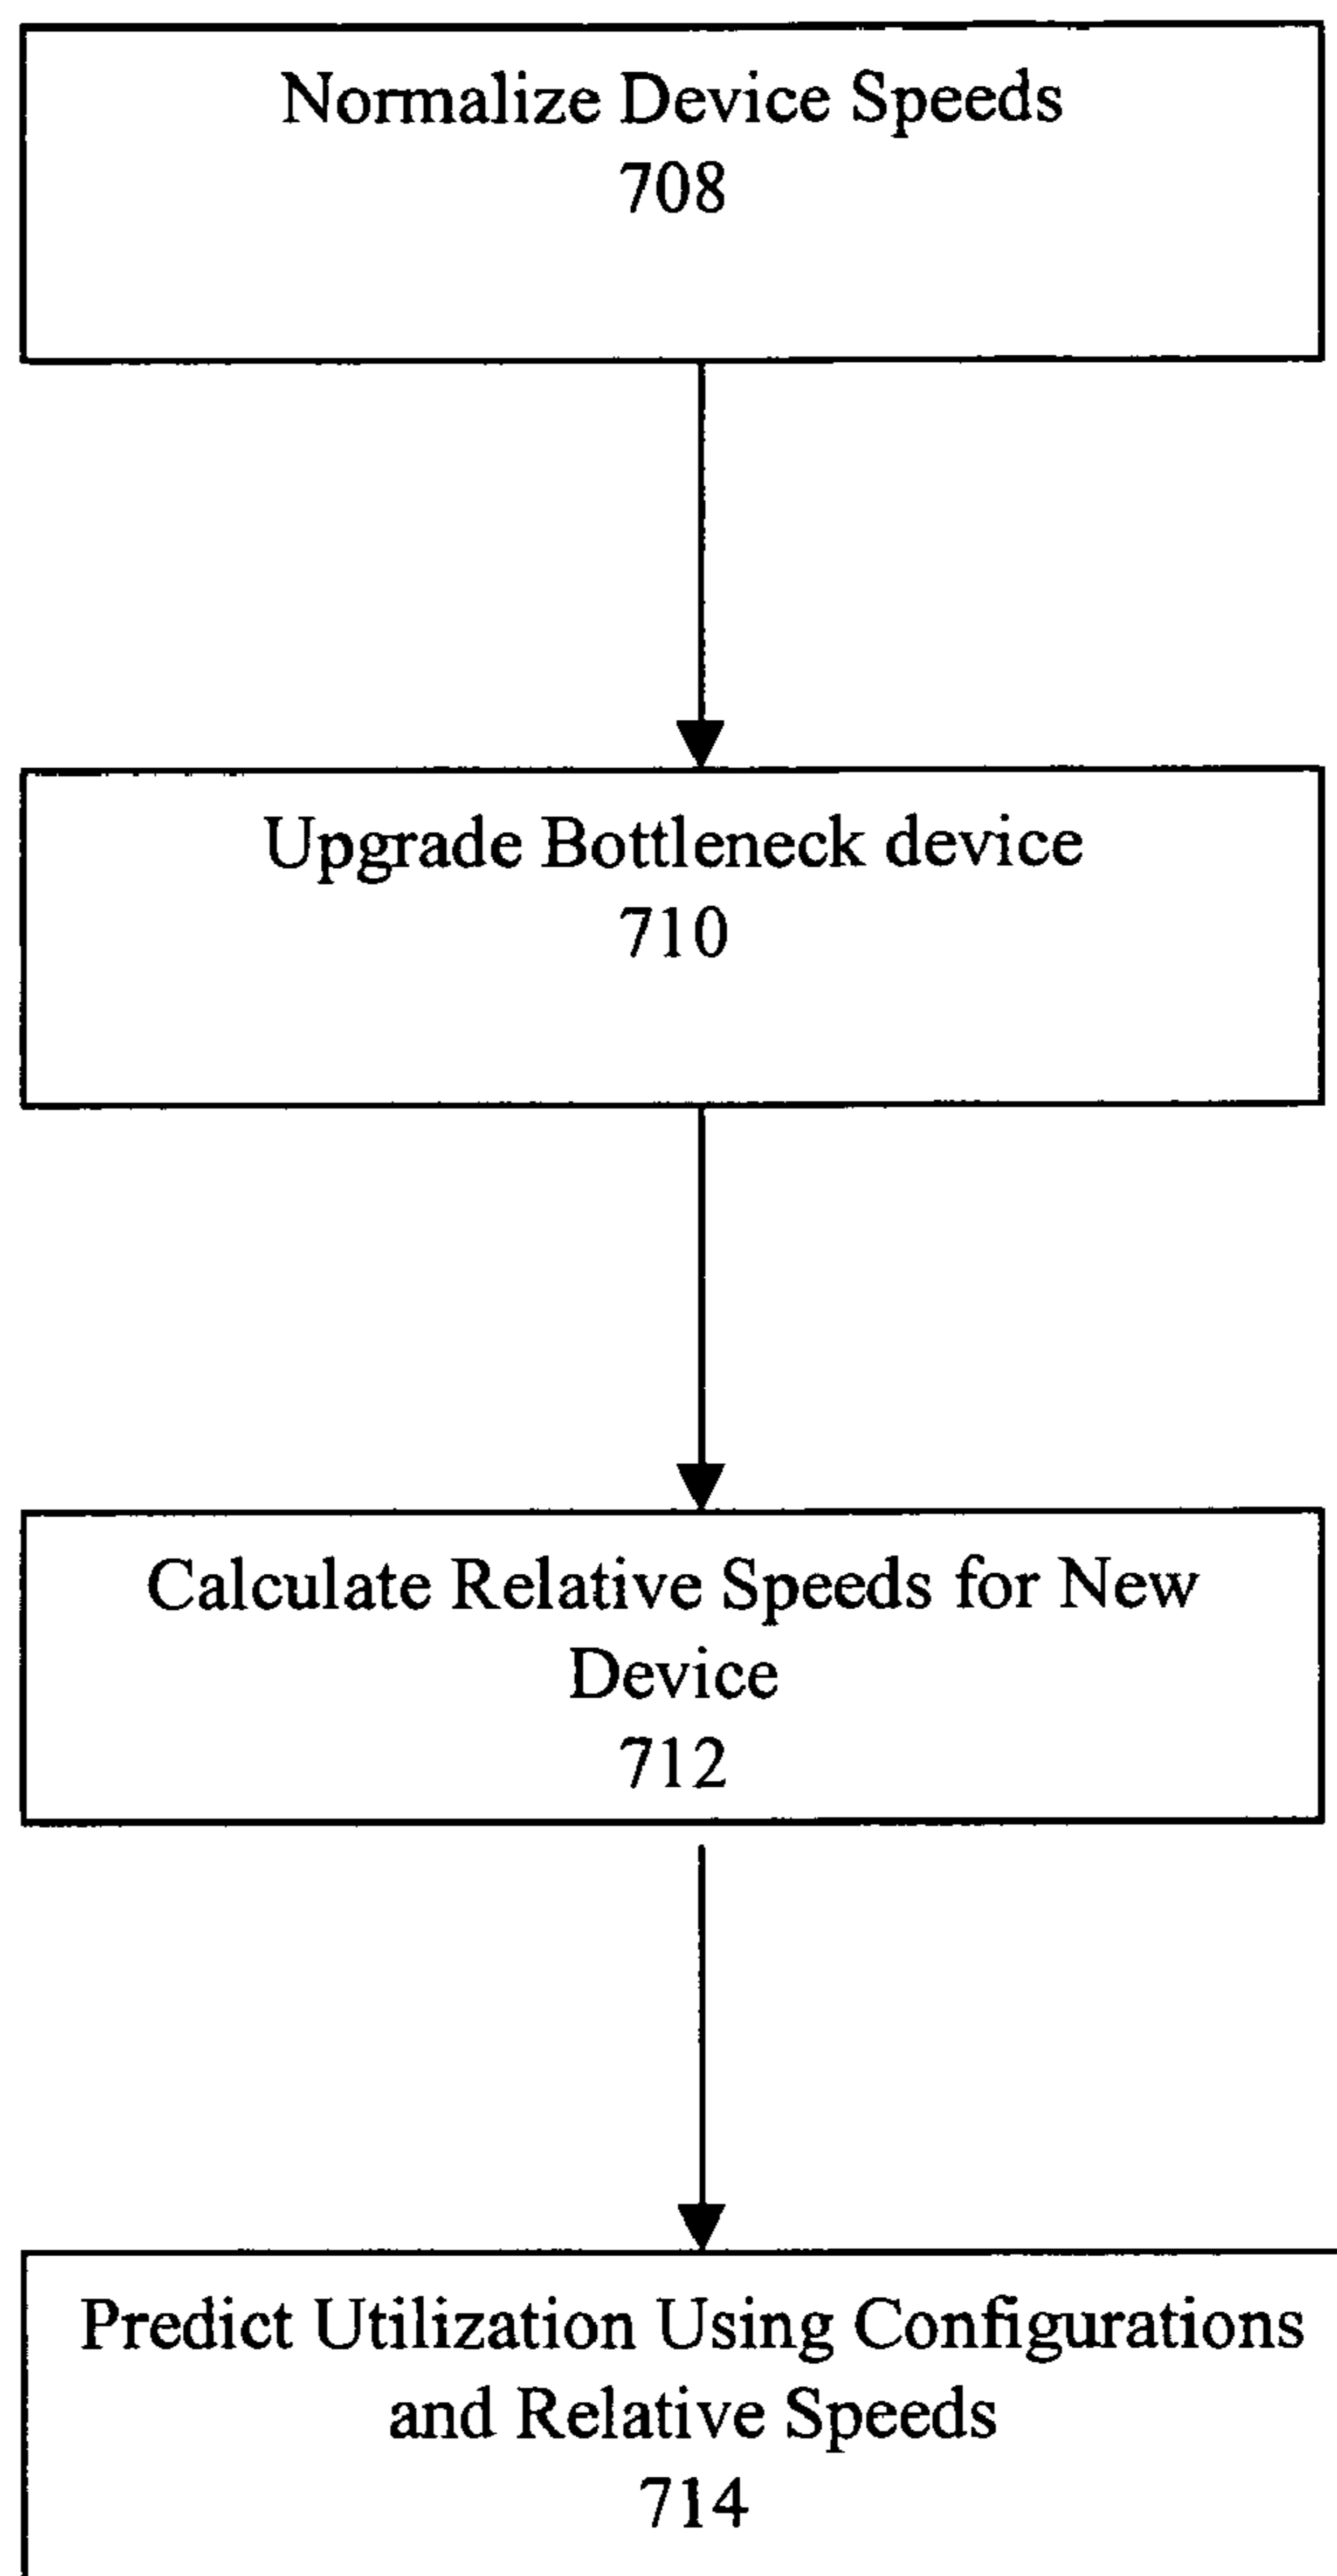 Normalize Device Speeds
708
Upgrade Bottleneck device
710
Calculate Relative Speeds for New
Device
712
Predict Utilization Using Configurations
and Relative Speeds
714